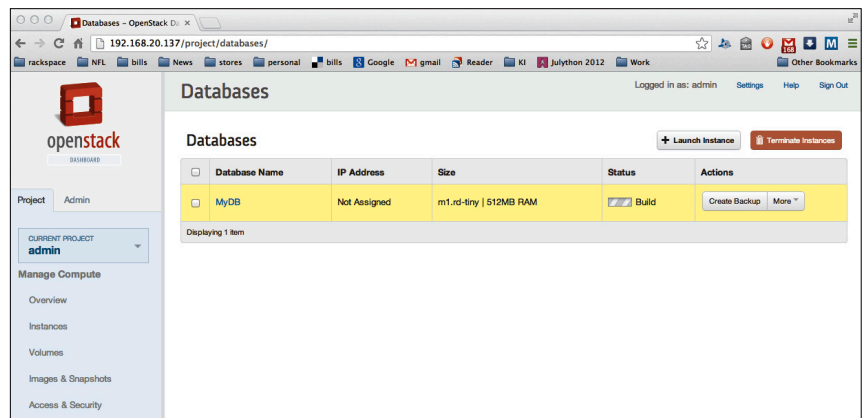 Databases – OpenStack Da
192.168.20.137/project/databases/
168
rackspace NFL bills News stores personal bills Google gmail Reader KI Julython 2012 Work Other Bookmarks
openstack
DASHBOARD
Databases
Logged in as: admin Settings Help Sign Out
Databases
+ Launch Instance Terminate Instances
Database Name IP Address Size Status Actions
MyDB Not Assigned m1.rd-tiny | 512MB RAM Build Create Backup More
Displaying 1 item
Project Admin
CURRENT PROJECT
admin
Manage Compute
Overview
Instances
Volumes
Images & Snapshots
Access & Security